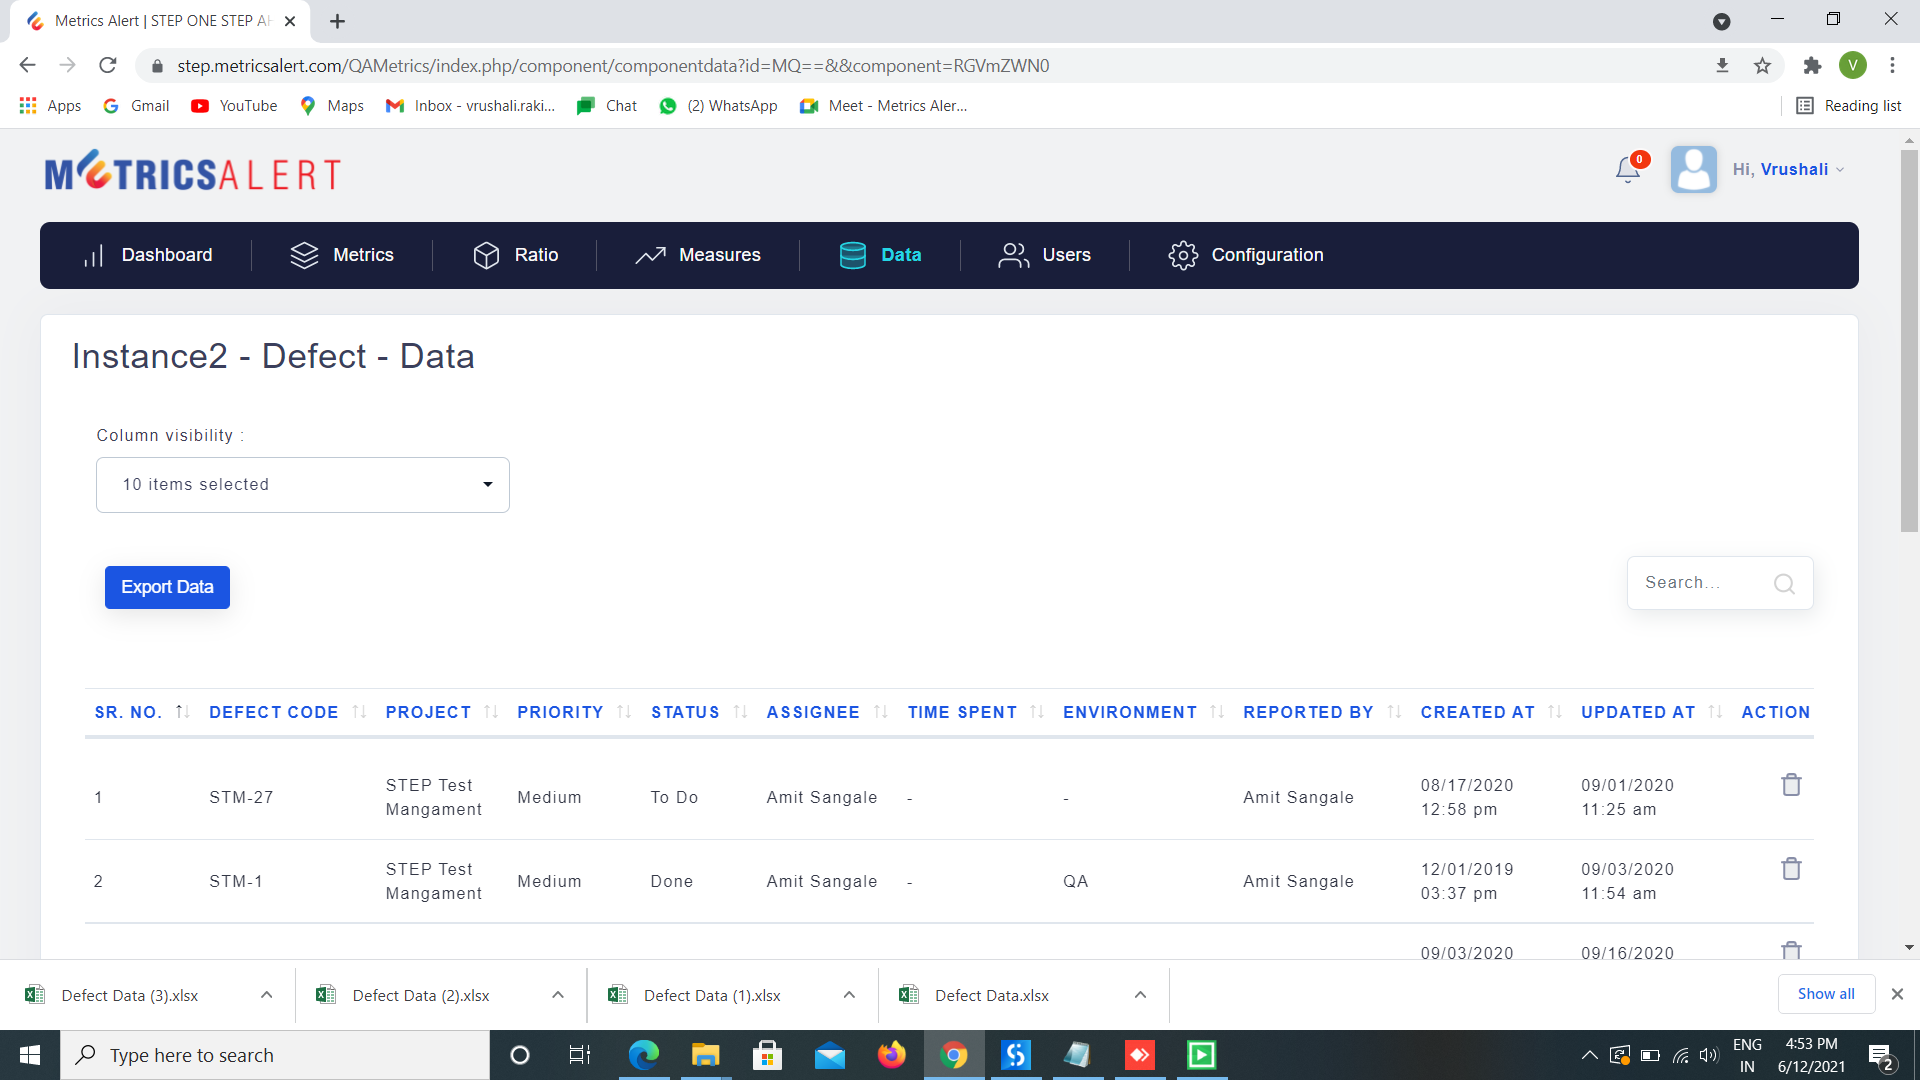 Metrics Alert | STEP ONE STEP AH
step.metricsalert.com/QAMetrics/index.php/component/componentdata?id=MQ==&&component=RGVmZWN0
V
Apps Gmail YouTube Maps Inbox - vrushali.raki... Chat (2) WhatsApp Meet - Metrics Aler... Reading list
METRICSALERT
0
Hi, Vrushali
Dashboard Metrics Ratio Measures Data Users Configuration
Instance2 - Defect - Data
Column visibility :
10 items selected
Export Data
Search...
SR. NO. DEFECT CODE PROJECT PRIORITY STATUS ASSIGNEE TIME SPENT ENVIRONMENT REPORTED BY CREATED AT UPDATED AT ACTION
1 STM-27 STEP Test Mangament Medium To Do Amit Sangale - - Amit Sangale 08/17/2020 12:58 pm 09/01/2020 11:25 am
2 STM-1 STEP Test Mangament Medium Done Amit Sangale - QA Amit Sangale 12/01/2019 03:37 pm 09/03/2020 11:54 am
09/03/2020 09/16/2020
Defect Data (3).xlsx Defect Data (2).xlsx Defect Data (1).xlsx Defect Data.xlsx Show all
Type here to search
ENG
IN
4:53 PM
6/12/2021
2